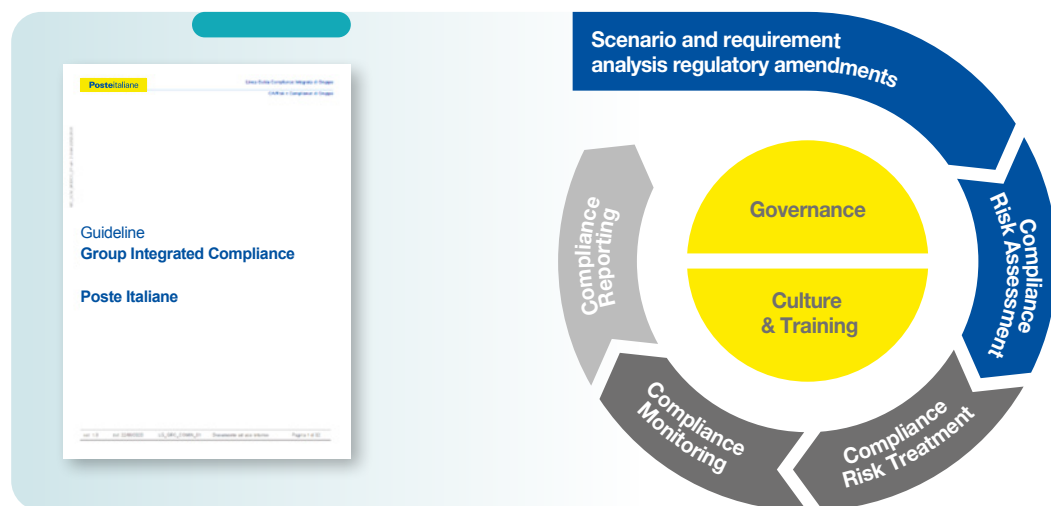 Posteitaliane
Guideline
Group Integrated Compliance
Poste Italiane
Scenario and requirement
analysis regulatory amendments
Compliance
Risk Assessment
Compliance
Risk Treatment
Compliance
Monitoring
Compliance
Reporting
Governance
Culture
& Training